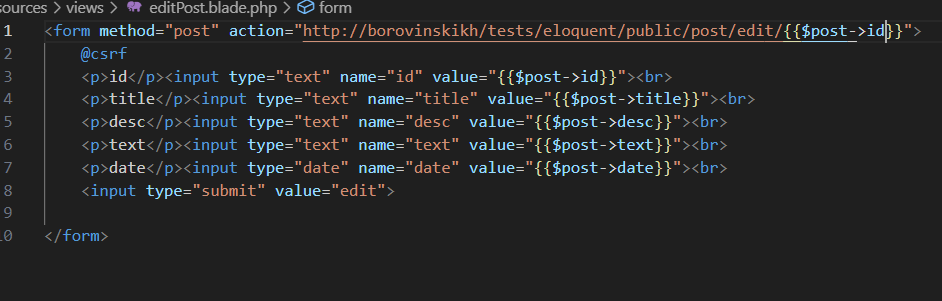 sources > views > editPost.blade.php > form
1 <form method="post" action="http://borovinskikh/tests/eloquent/public/post/edit/{{$post->id}}">
2 @csrf
3 <p>id</p><input type="text" name="id" value="{{$post->id}}"><br>
4 <p>title</p><input type="text" name="title" value="{{$post->title}}"><br>
5 <p>desc</p><input type="text" name="desc" value="{{$post->desc}}"><br>
6 <p>text</p><input type="text" name="text" value="{{$post->text}}"><br>
7 <p>date</p><input type="date" name="date" value="{{$post->date}}"><br>
8 <input type="submit" value="edit">
9
10 </form>